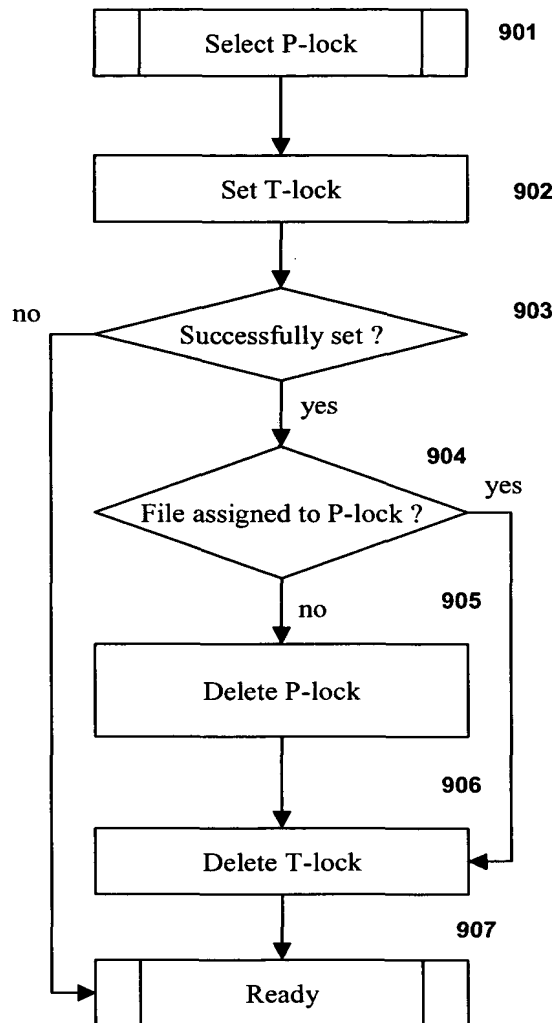 Select P-lock
901
Set T-lock
902
903
no
Successfully set ?
yes
904
yes
File assigned to P-lock ?
905
no
Delete P-lock
906
Delete T-lock
907
Ready